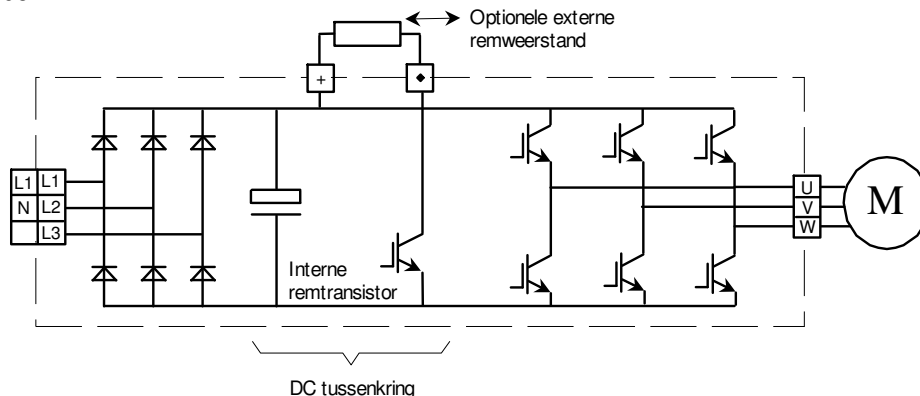 Optionele externe
remweerstand
+
L1 L1
N L2
L3
Interne
remtransistor
U
V
W
M
DC tussenkring